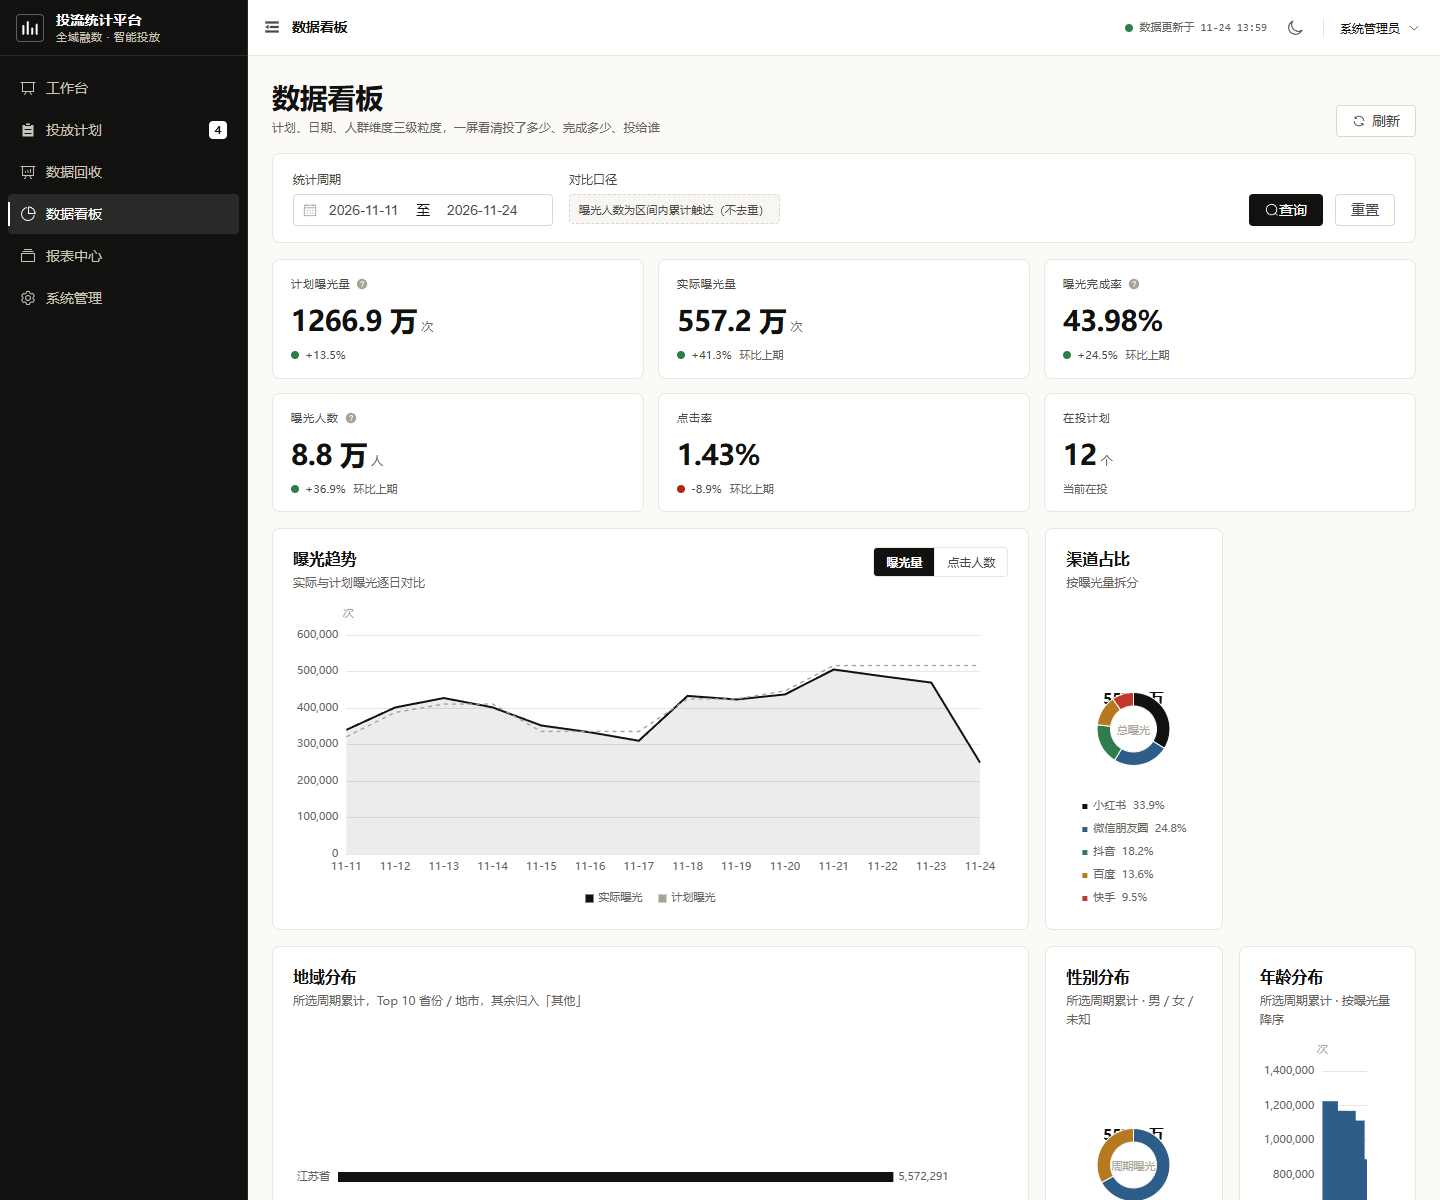 投流统计平台
全域融数 · 智能投放
工作台
投放计划
4
数据回收
数据看板
报表中心
系统管理
数据看板
数据更新于 11-24 13:59
系统管理员
数据看板
计划、日期、人群维度三级粒度，一屏看清投了多少、完成多少、投给谁
刷新
统计周期
2026-11-11 至 2026-11-24
对比口径
曝光人数为区间内累计触达（不去重）
查询
重置
计划曝光量
1266.9 万 次
+13.5%
实际曝光量
557.2 万 次
+41.3% 环比上期
曝光完成率
43.98%
+24.5% 环比上期
曝光人数
8.8 万 人
+36.9% 环比上期
点击率
1.43%
-8.9% 环比上期
在投计划
12 个
当前在投
曝光趋势
实际与计划曝光逐日对比
曝光量
点击人数
次
600,000
500,000
400,000
300,000
200,000
100,000
0
11-11 11-12 11-13 11-14 11-15 11-16 11-17 11-18 11-19 11-20 11-21 11-22 11-23 11-24
实际曝光 计划曝光
渠道占比
按曝光量拆分
万
总曝光
小红书 33.9%
微信朋友圈 24.8%
抖音 18.2%
百度 13.6%
快手 9.5%
地域分布
所选周期累计，Top 10 省份 / 地市，其余归入「其他」
江苏省 5,572,291
性别分布
所选周期累计 · 男 / 女 /
未知
万
周期曝光
年龄分布
所选周期累计 · 按曝光量
降序
次
1,400,000
1,200,000
1,000,000
800,000